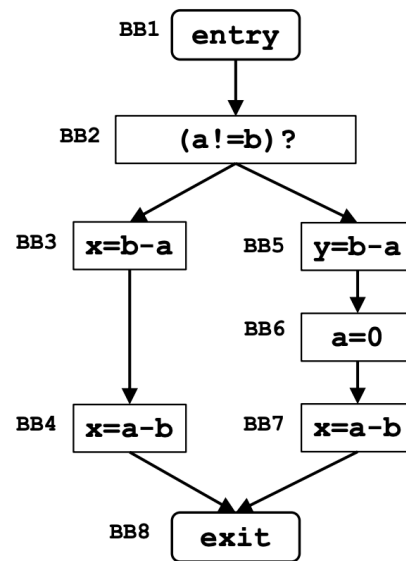 BB1 entry
BB2 (a!=b)?
BB3 x=b-a BB5 y=b-a
BB6 a=0
BB4 x=a-b BB7 x=a-b
BB8 exit